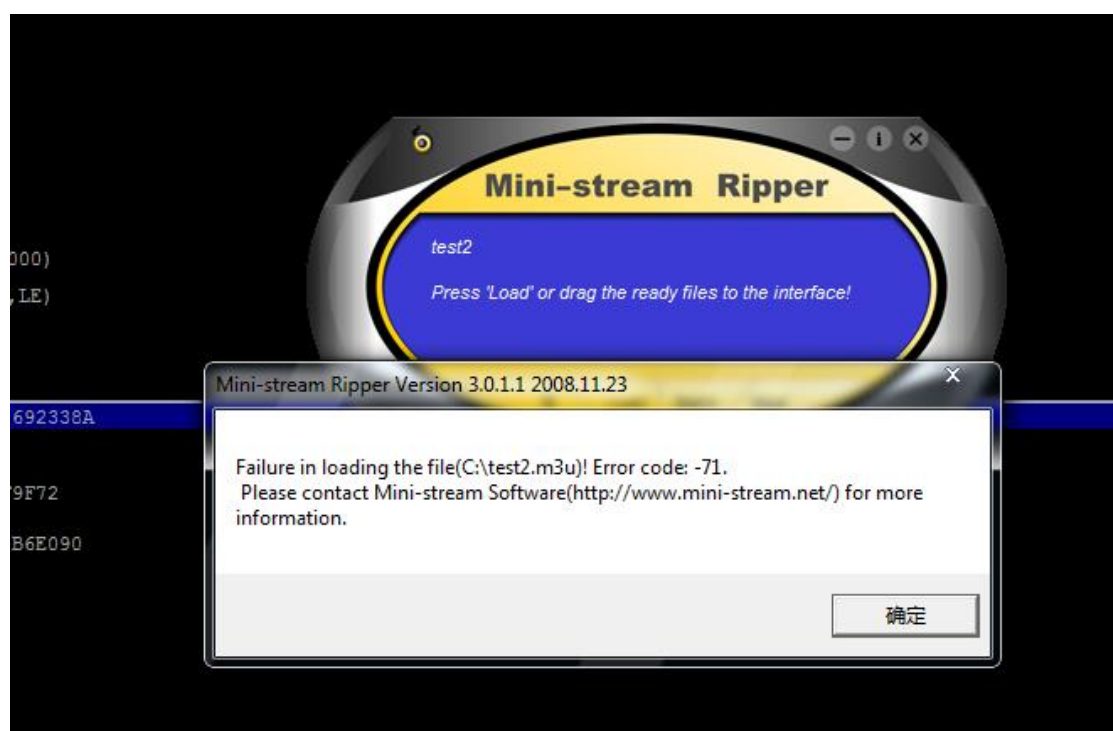 Mini-stream Ripper
test2
Press 'Load' or drag the ready files to the interface!
000)
,LE)
Mini-stream Ripper Version 3.0.1.1 2008.11.23
692338A
Failure in loading the file(C:\test2.m3u)! Error code: -71.
Please contact Mini-stream Software(http://www.mini-stream.net/) for more
information.
9F72
B6E090
确定